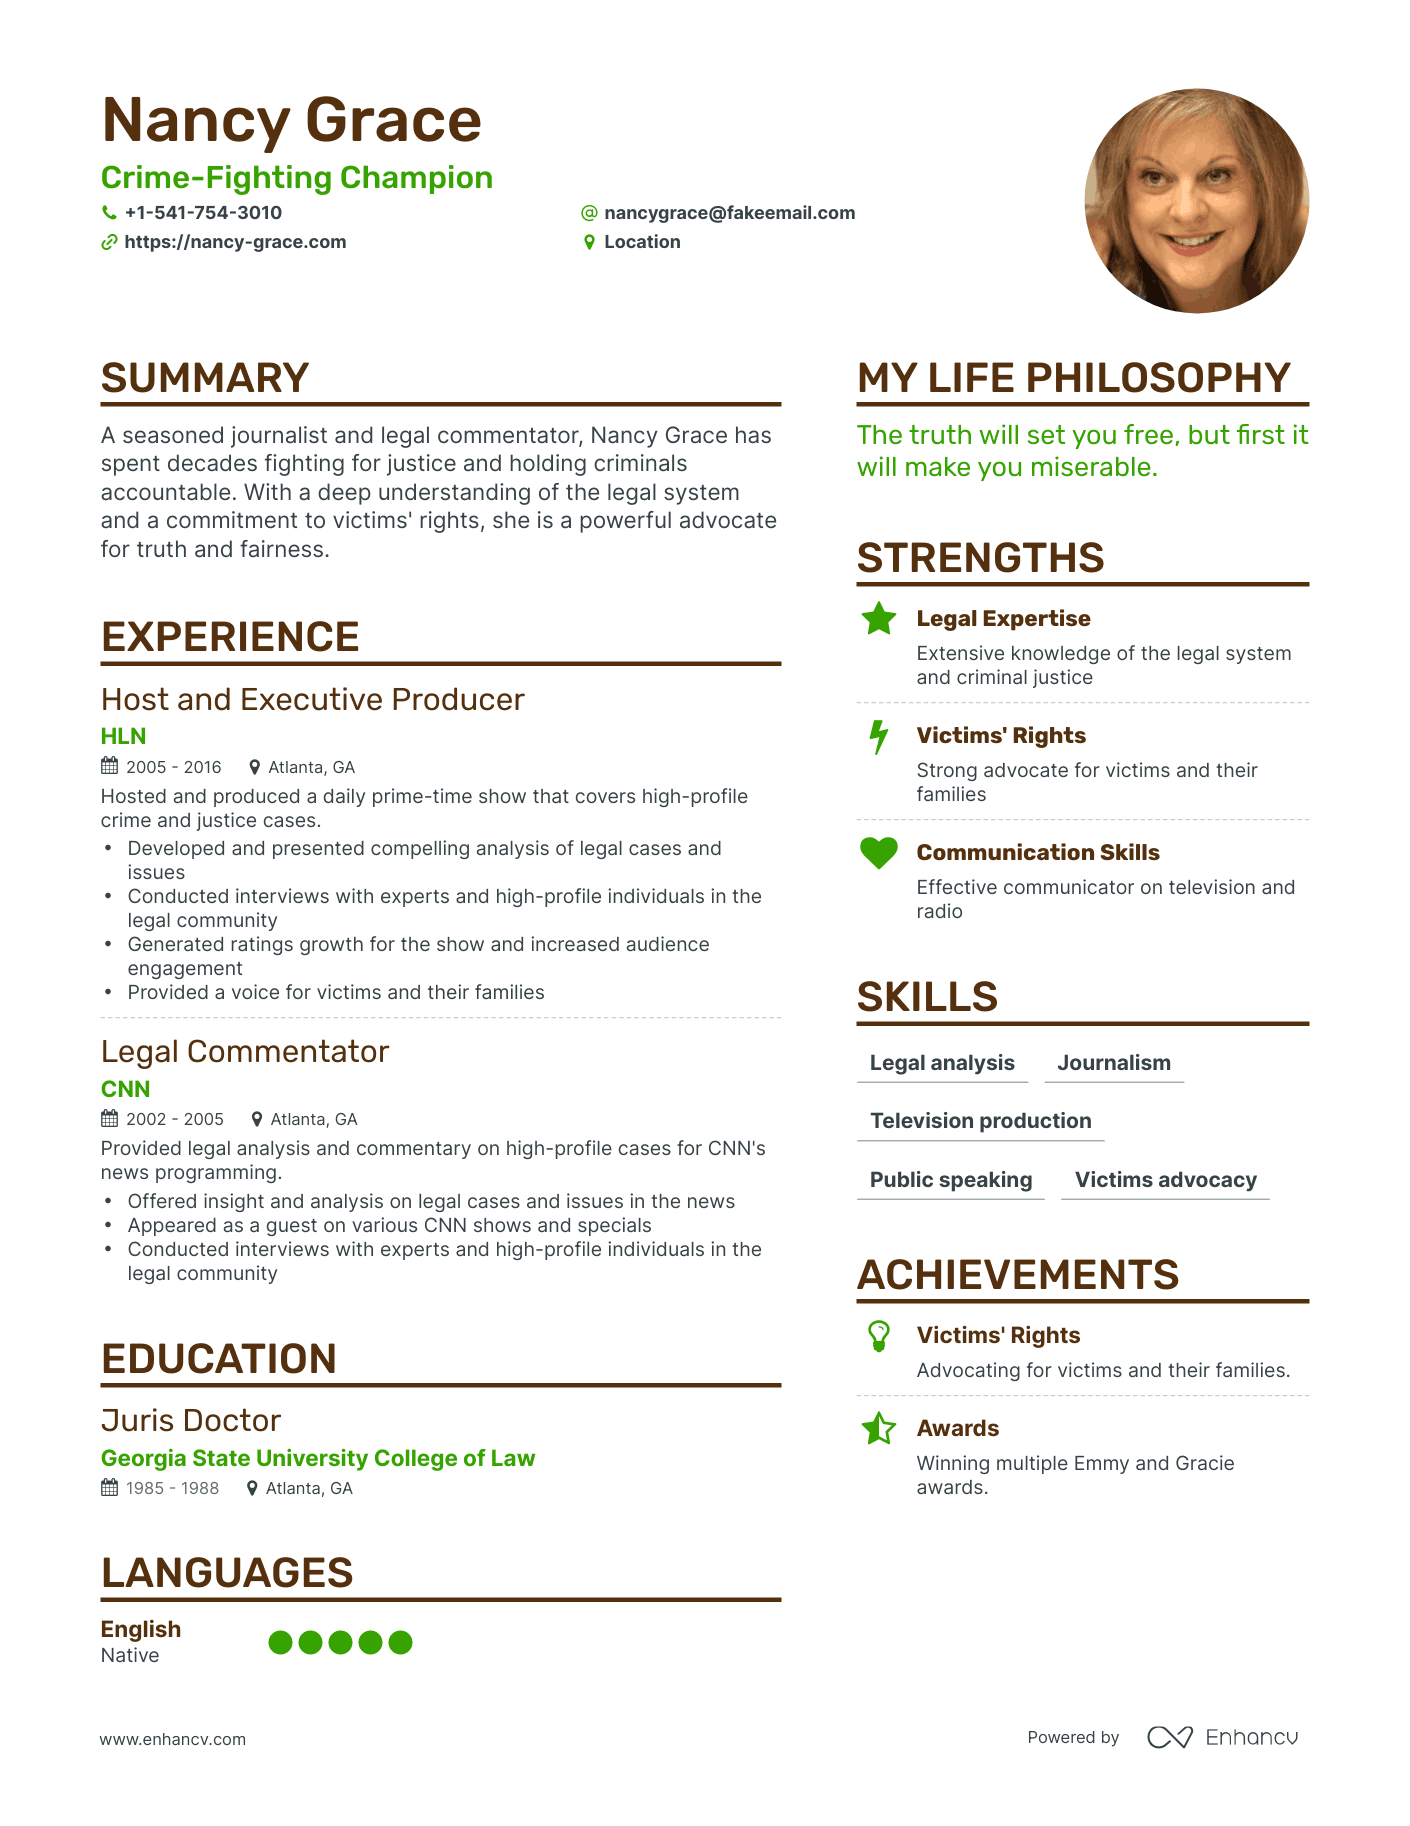 Nancy Grace
Crime-Fighting Champion
+1-541-754-3010
nancygrace@fakeemail.com
https://nancy-grace.com
Location
SUMMARY
A seasoned journalist and legal commentator, Nancy Grace has
spent decades fighting for justice and holding criminals
accountable. With a deep understanding of the legal system
and a commitment to victims' rights, she is a powerful advocate
for truth and fairness.
EXPERIENCE
Host and Executive Producer
HLN
2005 - 2016
Atlanta, GA
Hosted and produced a daily prime-time show that covers high-profile
crime and justice cases.
• Developed and presented compelling analysis of legal cases and
issues
• Conducted interviews with experts and high-profile individuals in the
legal community
• Generated ratings growth for the show and increased audience
engagement
• Provided a voice for victims and their families
Legal Commentator
CNN
2002 - 2005
Atlanta, GA
Provided legal analysis and commentary on high-profile cases for CNN's
news programming.
• Offered insight and analysis on legal cases and issues in the news
• Appeared as a guest on various CNN shows and specials
• Conducted interviews with experts and high-profile individuals in the
legal community
EDUCATION
Juris Doctor
Georgia State University College of Law
1985 - 1988
Atlanta, GA
LANGUAGES
English
Native
MY LIFE PHILOSOPHY
The truth will set you free, but first it
will make you miserable.
STRENGTHS
Legal Expertise
Extensive knowledge of the legal system
and criminal justice
Victims' Rights
Strong advocate for victims and their
families
Communication Skills
Effective communicator on television and
radio
SKILLS
Legal analysis
Journalism
Television production
Public speaking
Victims advocacy
ACHIEVEMENTS
Victims' Rights
Advocating for victims and their families.
Awards
Winning multiple Emmy and Gracie
awards.
www.enhancv.com
Powered by
Enhancv